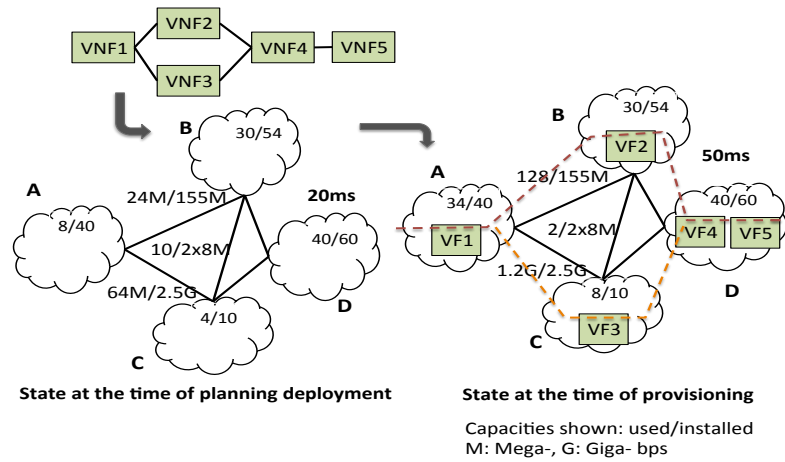 VNF1
VNF2
VNF3
VNF4
VNF5
B
30/54
24M/155M
A
8/40
20ms
10/2x8M
40/60
64M/2.5G
D
4/10
C
State at the time of planning deployment
B
30/54
VF2
50ms
A
128/155M
34/40
VF1
2/2x8M
40/60
VF4
VF5
1.2G/2.5G
D
8/10
VF3
C
State at the time of provisioning
Capacities shown: used/installed
M: Mega-, G: Giga- bps